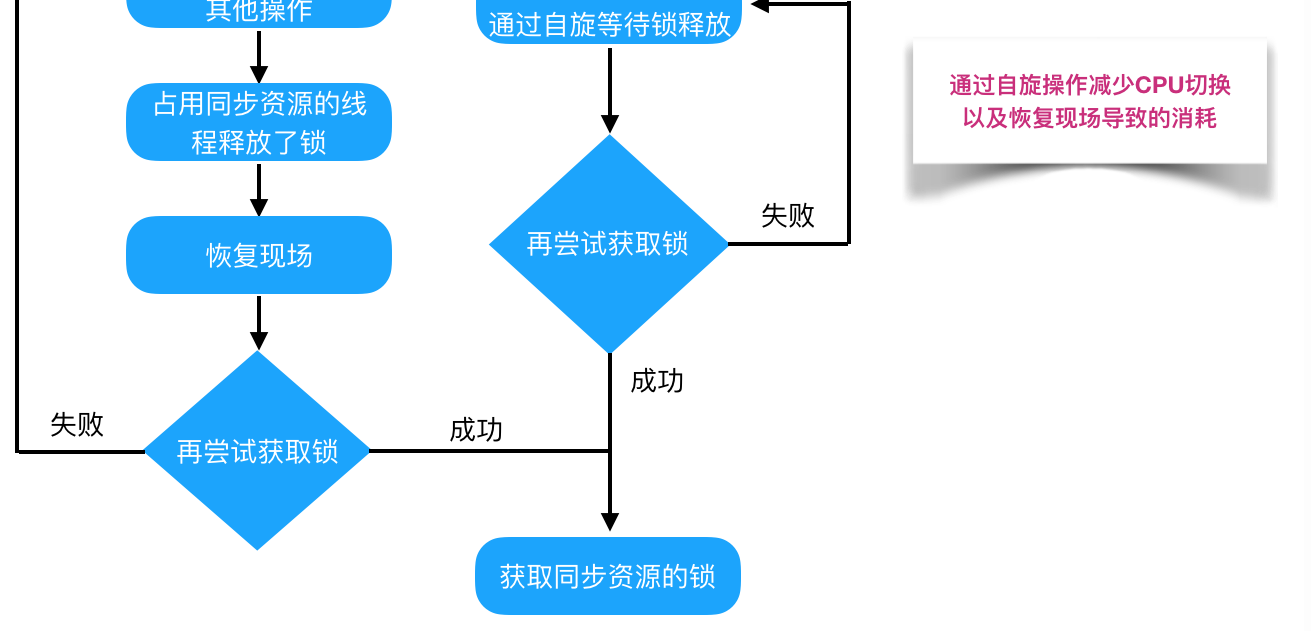 其他操作
通过自旋等待锁释放
通过自旋操作减少CPU切换
以及恢复现场导致的消耗
占用同步资源的线
程释放了锁
失败
恢复现场
再尝试获取锁
成功
失败
成功
再尝试获取锁
获取同步资源的锁